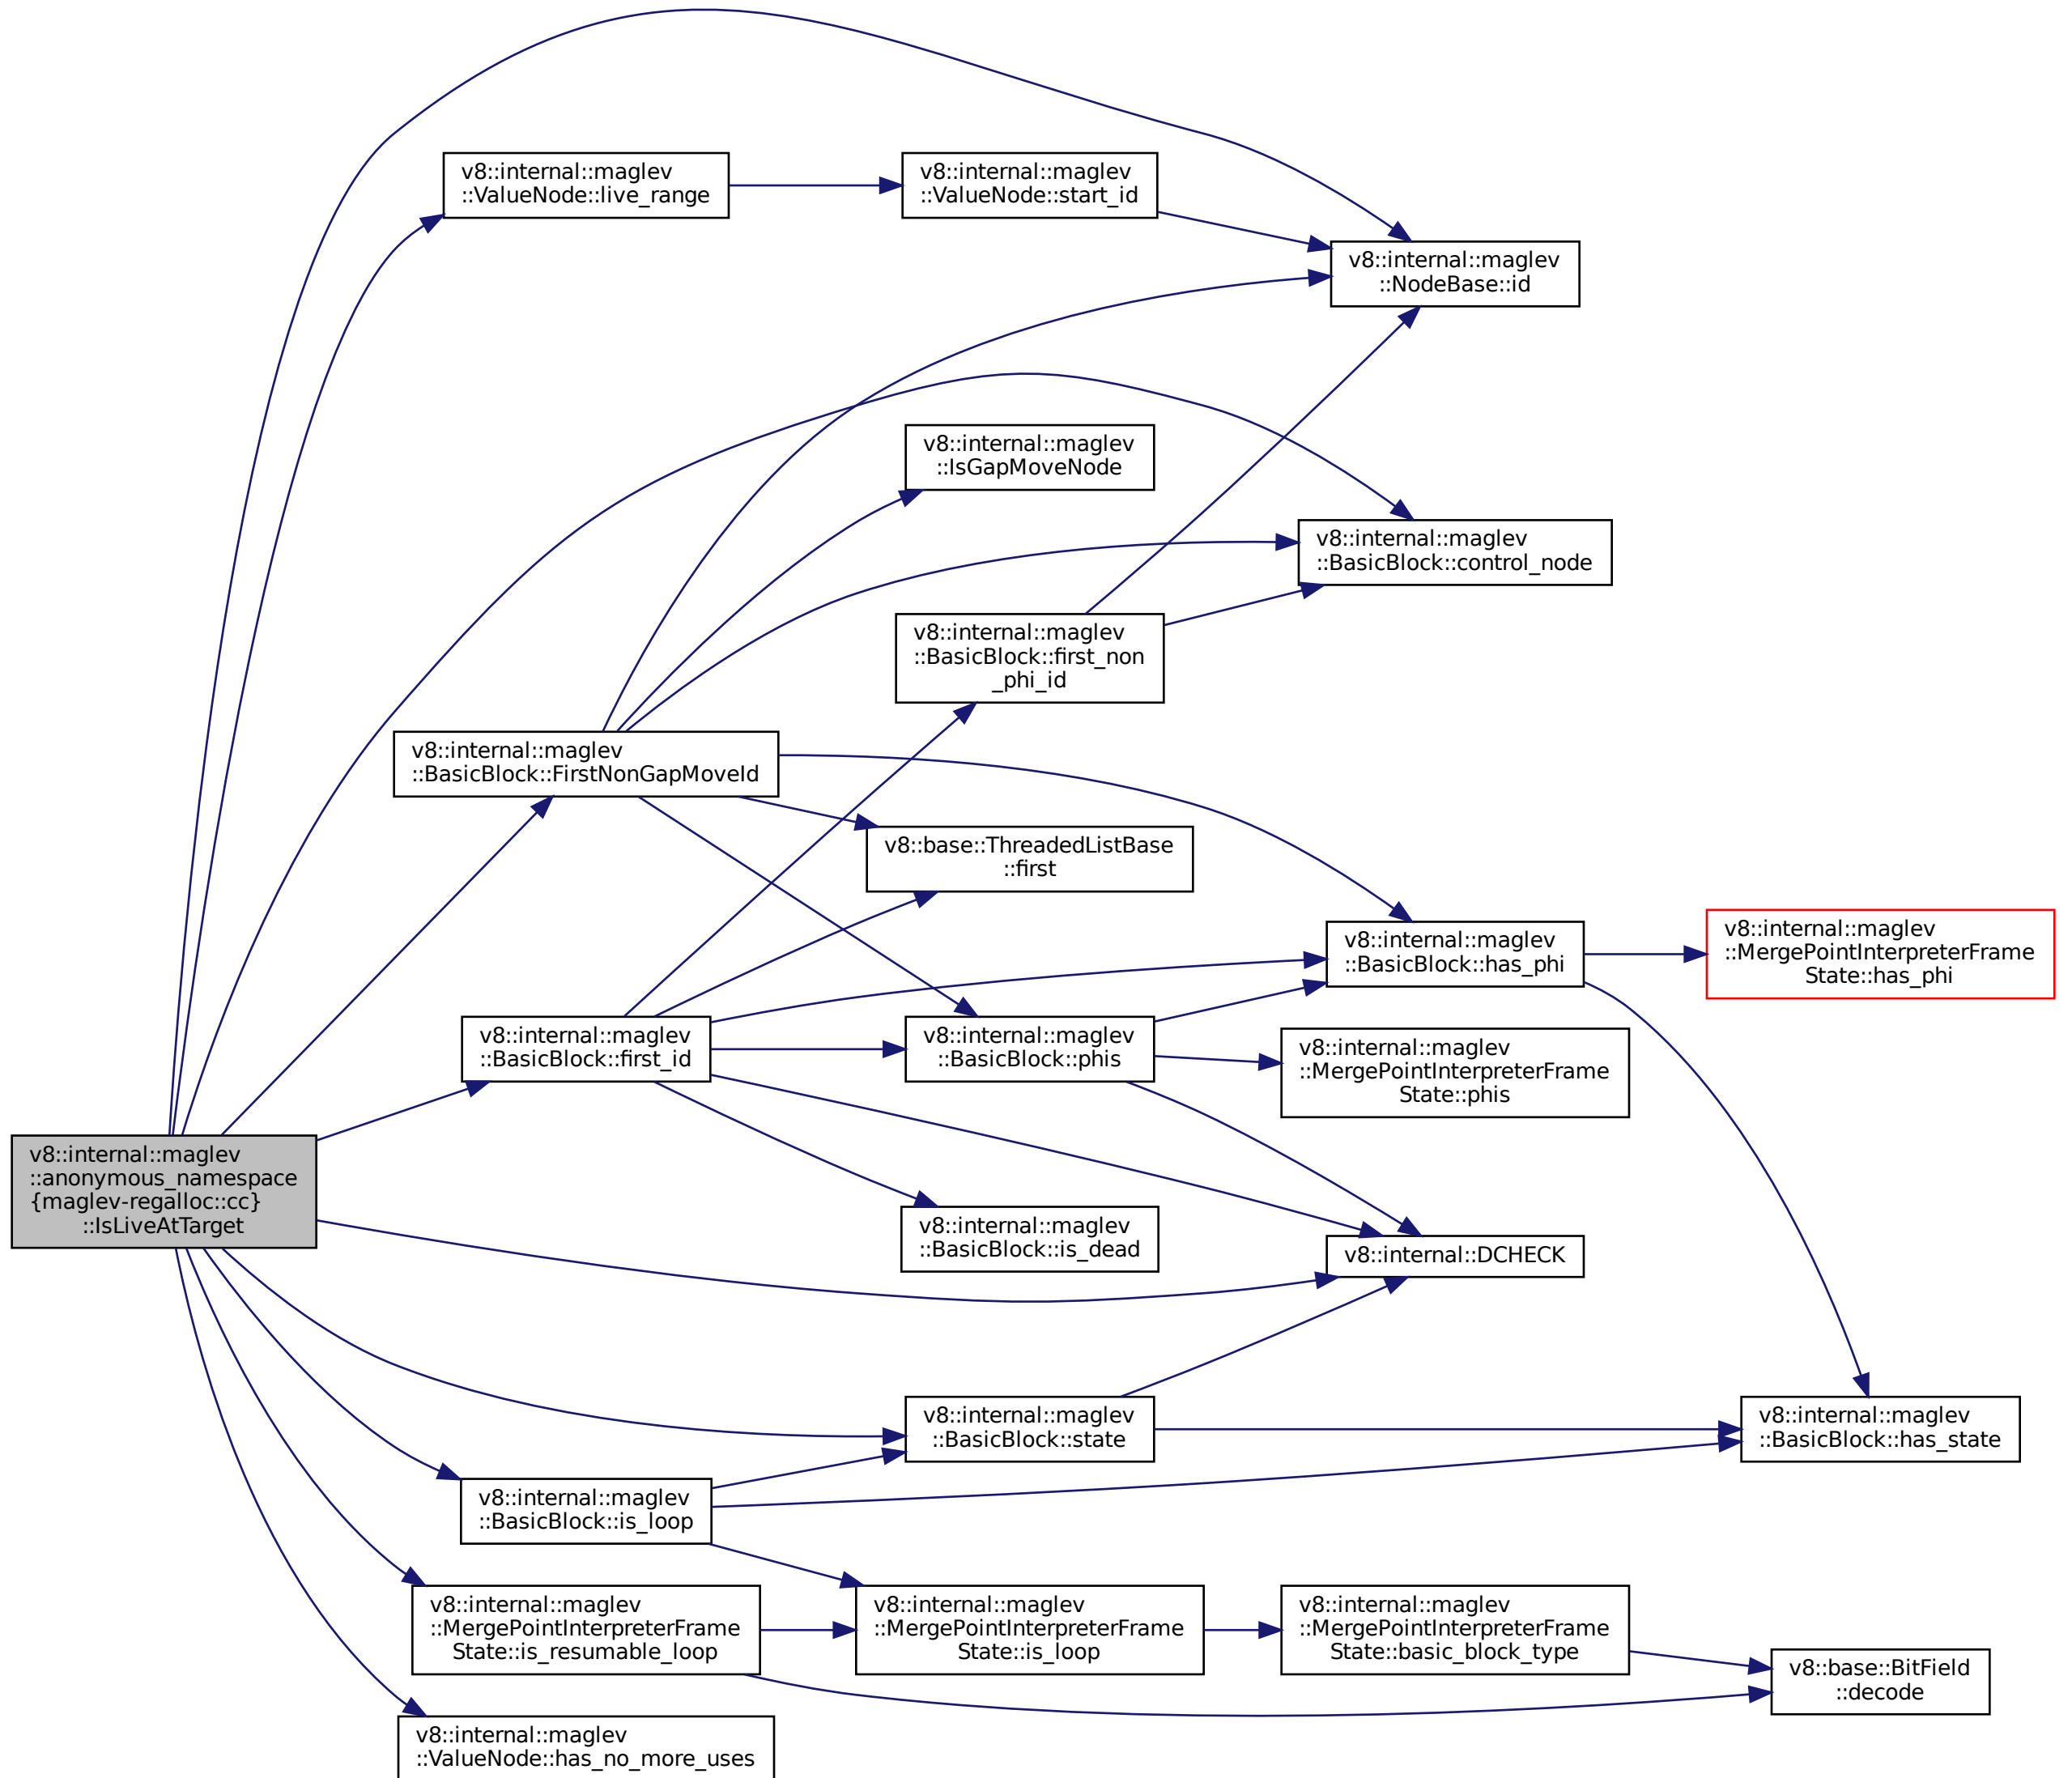 v8::internal::maglev
::ValueNode::live_range
v8::internal::maglev
::ValueNode::start_id
v8::internal::maglev
::NodeBase::id
v8::internal::maglev
::IsGapMoveNode
v8::internal::maglev
::BasicBlock::control_node
v8::internal::maglev
::BasicBlock::first_non
_phi_id
v8::internal::maglev
::BasicBlock::FirstNonGapMoveId
v8::base::ThreadedListBase
::first
v8::internal::maglev
::BasicBlock::has_phi
v8::internal::maglev
::MergePointInterpreterFrame
State::has_phi
v8::internal::maglev
::BasicBlock::first_id
v8::internal::maglev
::BasicBlock::phis
v8::internal::maglev
::MergePointInterpreterFrame
State::phis
v8::internal::maglev
::anonymous_namespace
{maglev-regalloc::cc}
::IsLiveAtTarget
v8::internal::maglev
::BasicBlock::is_dead
v8::internal::DCHECK
v8::internal::maglev
::BasicBlock::state
v8::internal::maglev
::BasicBlock::has_state
v8::internal::maglev
::BasicBlock::is_loop
v8::internal::maglev
::MergePointInterpreterFrame
State::is_resumable_loop
v8::internal::maglev
::MergePointInterpreterFrame
State::is_loop
v8::internal::maglev
::MergePointInterpreterFrame
State::basic_block_type
v8::base::BitField
::decode
v8::internal::maglev
::ValueNode::has_no_more_uses